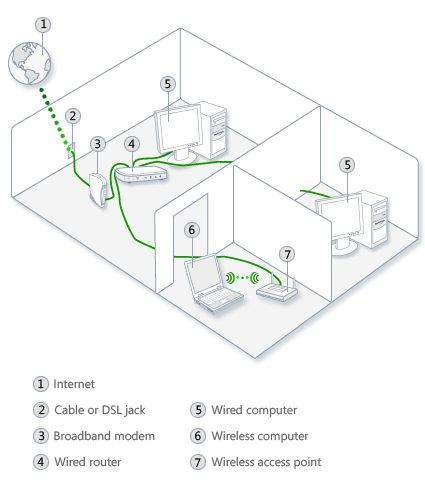 1
2
3
4
5
5
6
7
1 Internet
2 Cable or DSL jack
3 Broadband modem
4 Wired router
5 Wired computer
6 Wireless computer
7 Wireless access point